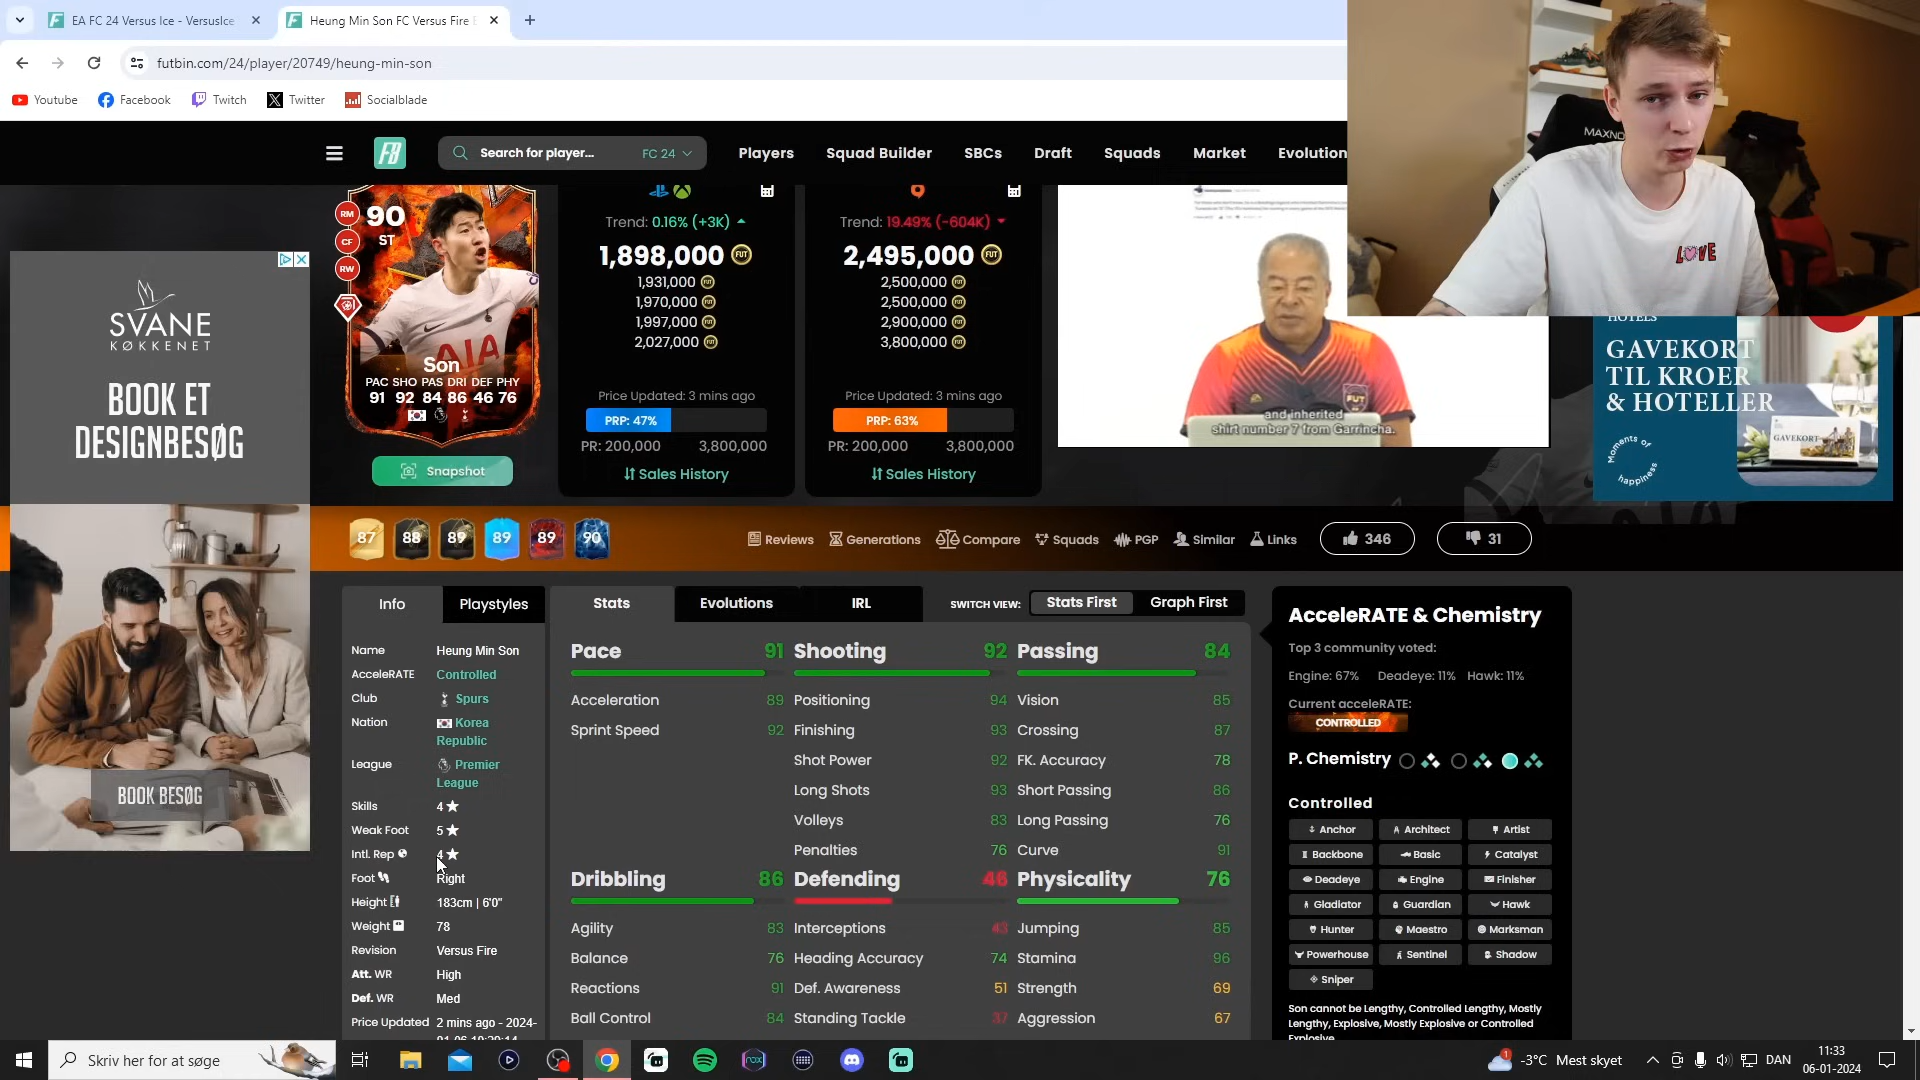 EA FC 24 Versus Ice - VersusIce
Heung Min Son FC Versus Fire
futbin.com/24/player/20749/heung-min-son
Youtube
Facebook
Twitch
Twitter
Socialblade
Search for player...
FC 24
Players
Squad Builder
SBCs
Draft
Squads
Market
Evolution
RM
CF
RW
90
ST
Son
PAC SHO PAS DRI DEF PHY
91 92 84 86 46 76
Snapshot
Trend: 0.16% (+3K)
1,898,000
1,931,000
1,970,000
1,997,000
2,027,000
Price Updated: 3 mins ago
PRP: 47%
PR: 200,000
3,800,000
Sales History
Trend: 19.49% (-604K)
2,495,000
2,500,000
2,500,000
2,900,000
3,800,000
Price Updated: 3 mins ago
PRP: 63%
PR: 200,000
3,800,000
Sales History
and inherited
shirt number 7 from Garrincha.
MAXNO
LOVE
HOTELS
GAVEKORT
TIL KROER
& HOTELLER
Moments of
happiness
GAVEKORT
SVANE
KØKKENET
BOOK ET
DESIGNBESØG
BOOK BESØG
87
88
89
89
89
90
Reviews
Generations
Compare
Squads
PGP
Similar
Links
346
31
Info
Playstyles
Name Heung Min Son
AcceleRATE Controlled
Club Spurs
Nation Korea
Republic
League Premier
League
Skills 4
Weak Foot 5
Intl. Rep 4
Foot Right
Height 183cm | 6'0"
Weight 78
Revision Versus Fire
Att. WR High
Def. WR Med
Price Updated 2 mins ago - 2024-
Stats
Evolutions
IRL
SWITCH VIEW:
Stats First
Graph First
Pace 91
Acceleration 89
Sprint Speed 92
Shooting 92
Positioning 94
Finishing 93
Shot Power 92
Long Shots 93
Volleys 83
Penalties 76
Passing 84
Vision 85
Crossing 87
FK. Accuracy 78
Short Passing 86
Long Passing 76
Curve 91
Dribbling 86
Agility 83
Balance 76
Reactions 91
Ball Control 84
Defending 46
Interceptions 43
Heading Accuracy 74
Def. Awareness 51
Standing Tackle 37
Physicality 76
Jumping 85
Stamina 96
Strength 69
Aggression 67
AcceleRATE & Chemistry
Top 3 community voted:
Engine: 67% Deadeye: 11% Hawk: 11%
Current acceleRATE:
CONTROLLED
P. Chemistry
Controlled
Anchor
Architect
Artist
Backbone
Basic
Catalyst
Deadeye
Engine
Finisher
Gladiator
Guardian
Hawk
Hunter
Maestro
Marksman
Powerhouse
Sentinel
Shadow
Sniper
Son cannot be Lengthy, Controlled Lengthy, Mostly
Lengthy, Explosive, Mostly Explosive or Controlled
Explosive
Skriv her for at søge
1
-3°C Mest skyet
DAN
11:33
06-01-2024